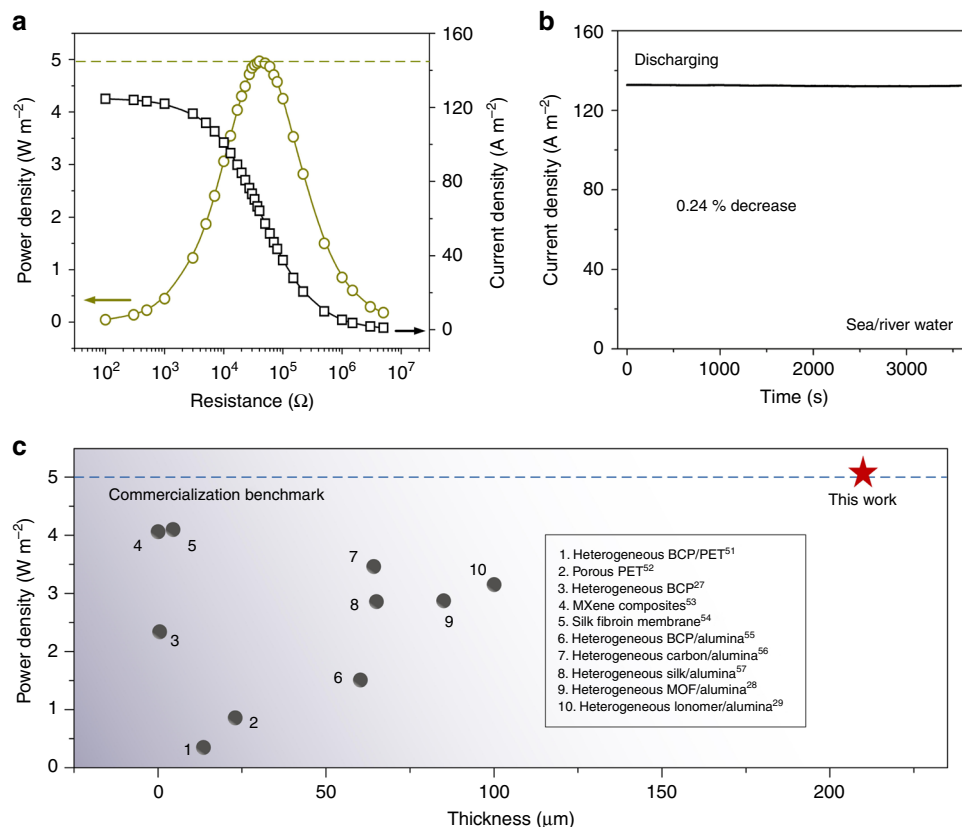 a
Power density (W m⁻²)
5
4
3
2
1
0
160
120
80
40
0
Current density (A m⁻²)
10² 10³ 10⁴ 10⁵ 10⁶ 10⁷
Resistance (Ω)
b
Current density (A m⁻²)
160
120
80
40
0
Discharging
0.24 % decrease
Sea/river water
0 1000 2000 3000
Time (s)
c
Power density (W m⁻²)
5
4
3
2
1
0
Commercialization benchmark
This work
4
5
7
10
8
9
3
6
2
1
1. Heterogeneous BCP/PET⁵¹
2. Porous PET⁵²
3. Heterogeneous BCP²⁷
4. MXene composites⁵³
5. Silk fibroin membrane⁵⁴
6. Heterogeneous BCP/alumina⁵⁵
7. Heterogeneous carbon/alumina⁵⁶
8. Heterogeneous silk/alumina⁵⁷
9. Heterogeneous MOF/alumina²⁸
10. Heterogeneous Ionomer/alumina²⁹
0 50 100 150 200
Thickness (μm)